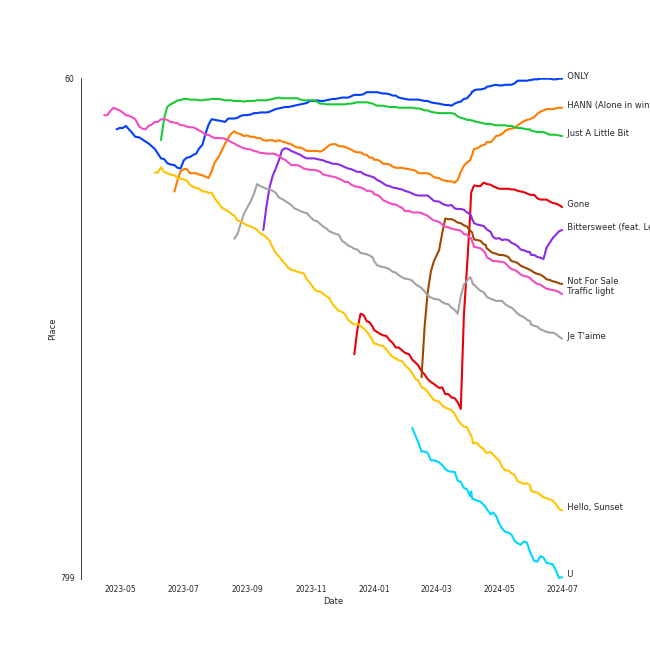 60
ONLY
HANN (Alone in win
Just A Little Bit
Gone
Bittersweet (feat. Le
Not For Sale
Traffic light
Je T'aime
Hello, Sunset
U
799
Place
2023-05 2023-07 2023-09 2023-11 2024-01 2024-03 2024-05 2024-07
Date